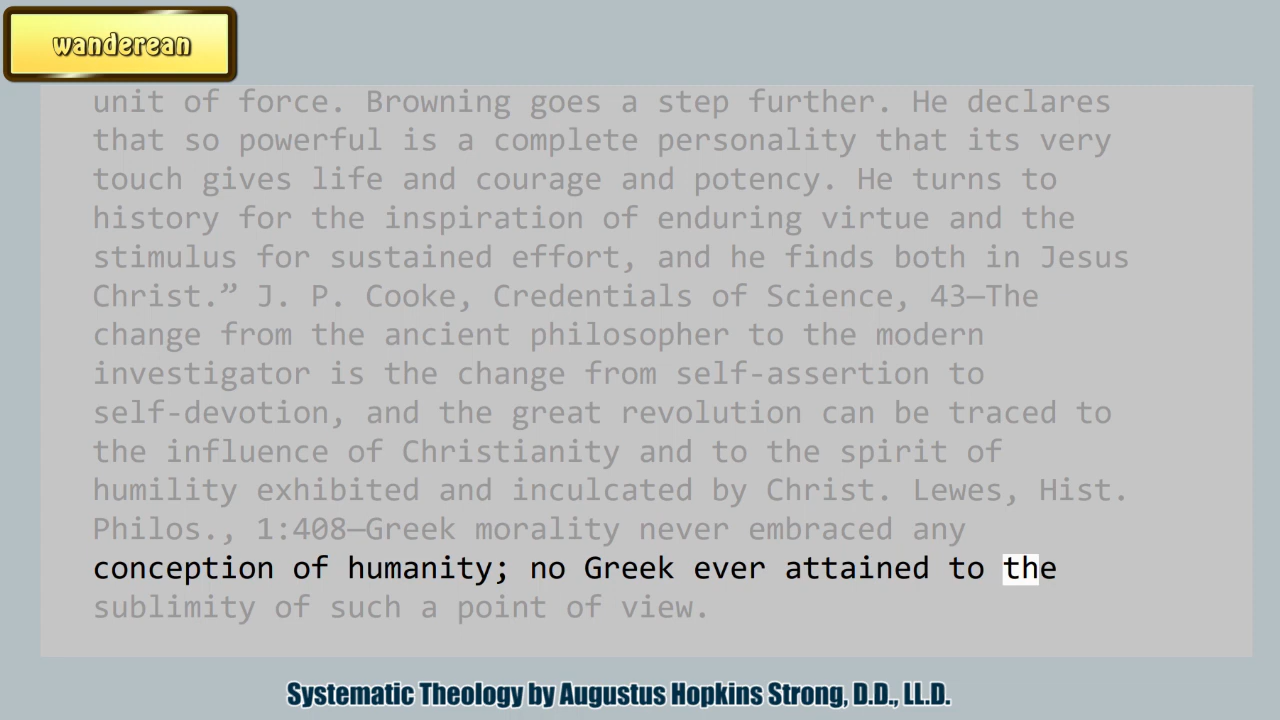 wanderean
unit of force. Browning goes a step further. He declares
that so powerful is a complete personality that its very
touch gives life and courage and potency. He turns to
history for the inspiration of enduring virtue and the
stimulus for sustained effort, and he finds both in Jesus
Christ.” J. P. Cooke, Credentials of Science, 43—The
change from the ancient philosopher to the modern
investigator is the change from self-assertion to
self-devotion, and the great revolution can be traced to
the influence of Christianity and to the spirit of
humility exhibited and inculcated by Christ. Lewes, Hist.
Philos., 1:408—Greek morality never embraced any
conception of humanity; no Greek ever attained to the
sublimity of such a point of view.
Systematic Theology by Augustus Hopkins Strong, D.D., LL.D.